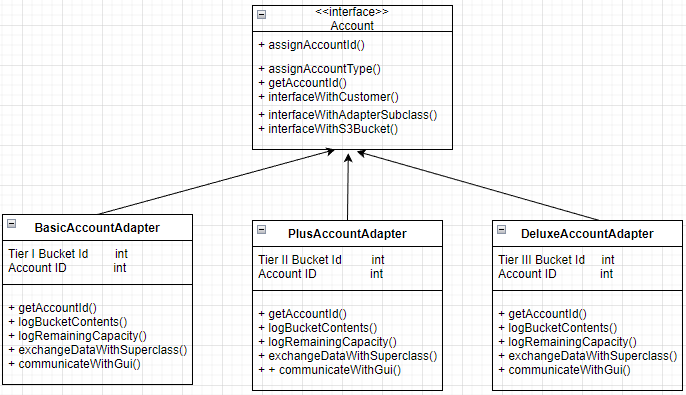 <<interface>>
Account
+ assignAccountId()
+ assignAccountType()
+ getAccountId()
+ interfaceWithCustomer()
+ interfaceWithAdapterSubclass()
+ interfaceWithS3Bucket()
BasicAccountAdapter
Tier I Bucket Id int
Account ID int
+ getAccountId()
+ logBucketContents()
+ logRemainingCapacity()
+ exchangeDataWithSuperclass()
+ communicateWithGui()
PlusAccountAdapter
Tier II Bucket Id int
Account ID int
+ getAccountId()
+ logBucketContents()
+ logRemainingCapacity()
+ exchangeDataWithSuperclass()
+ + communicateWithGui()
DeluxeAccountAdapter
Tier III Bucket Id int
Account ID int
+ getAccountId()
+ logBucketContents()
+ logRemainingCapacity()
+ exchangeDataWithSuperclass()
+ communicateWithGui()